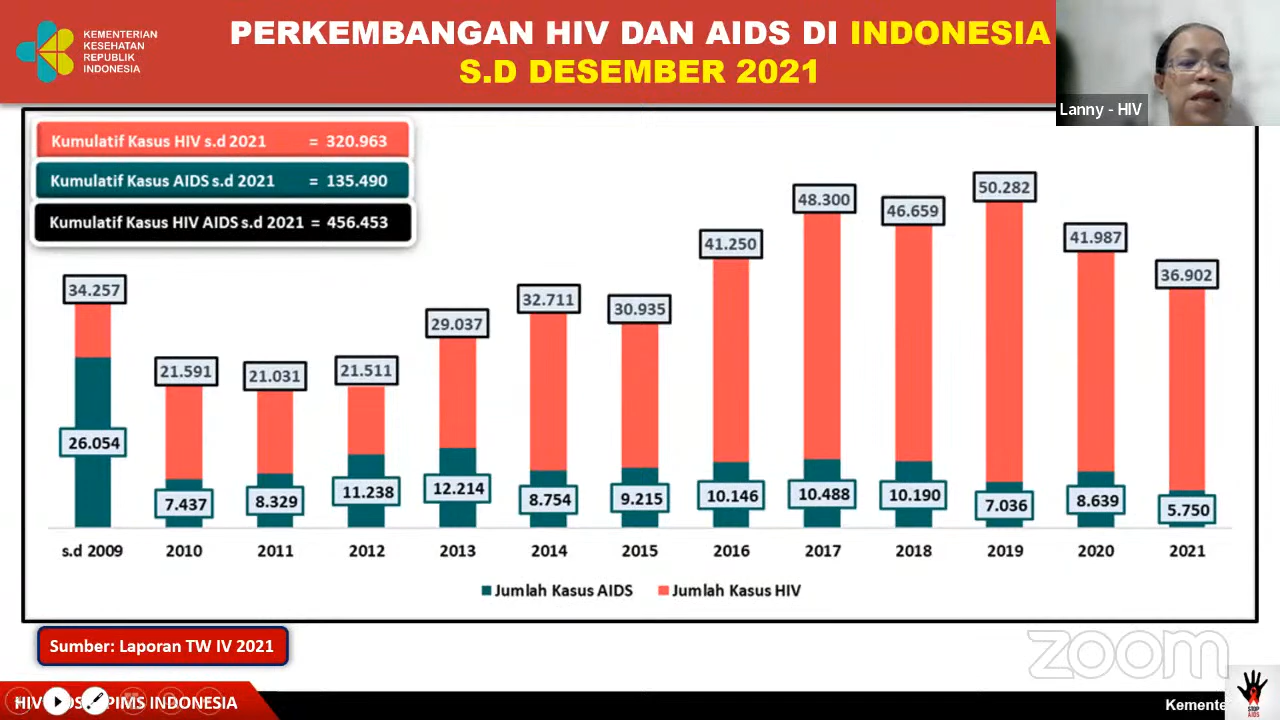 KEMENTERIAN
KESEHATAN
REPUBLIK
INDONESIA
PERKEMBANGAN HIV DAN AIDS DI INDONESIA
S.D DESEMBER 2021
Lanny - HIV
Kumulatif Kasus HIV s.d 2021 = 320.963
Kumulatif Kasus AIDS s.d 2021 = 135.490
Kumulatif Kasus HIV AIDS s.d 2021 = 456.453
34.257 21.591 21.031 21.511 29.037 32.711 30.935 41.250 48.300 46.659 50.282 41.987 36.902
26.054 7.437 8.329 11.238 12.214 8.754 9.215 10.146 10.488 10.190 7.036 8.639 5.750
s.d 2009 2010 2011 2012 2013 2014 2015 2016 2017 2018 2019 2020 2021
Jumlah Kasus AIDS Jumlah Kasus HIV
Sumber: Laporan TW IV 2021
zoom
HIV PIMS INDONESIA
Kemente
STOP
AIDS